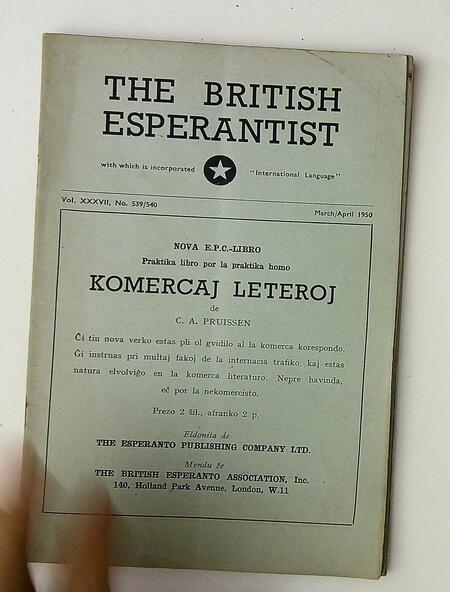 THE BRITISH
ESPERANTIST
with which is incorporated "International Language"
Vol. XXXVII, No. 539/540 March/April 1950
NOVA E.P.C.-LIBRO
Praktika libro por la praktika homo
KOMERCAJ LETEROJ
de
C. A. PRUISSEN
Ĉi tiu nova verko estas pli ol gvidilo al la komerca korespondo.
Ĝi instruas pri multaj fakoj de la internacia trafiko, kaj estas
natura elvolviĝo en la komerca literaturo. Nepre havinda,
eĉ por la nekomercisto.
Prezo 2 ŝil., afranko 2 p.
Eldonita de
THE ESPERANTO PUBLISHING COMPANY LTD.
Mendu ĉe
THE BRITISH ESPERANTO ASSOCIATION, Inc.
140, Holland Park Avenue, London, W.11